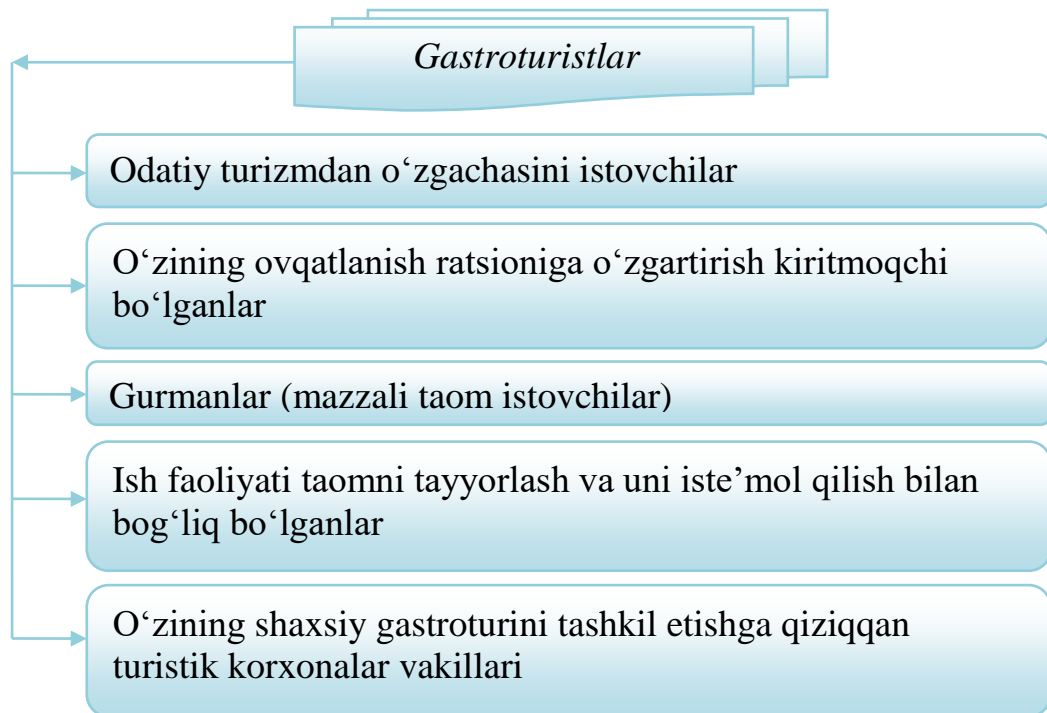 Gastroturistlar
Odatiy turizmdan o‘zgachasini istovchilar
O‘zining ovqatlanish ratsioniga o‘zgartirish kiritmoqchi
bo‘lganlar
Gurmanlar (mazzali taom istovchilar)
Ish faoliyati taomni tayyorlash va uni iste’mol qilish bilan
bog‘liq bo‘lganlar
O‘zining shaxsiy gastroturini tashkil etishga qiziqqan
turistik korxonalar vakillari